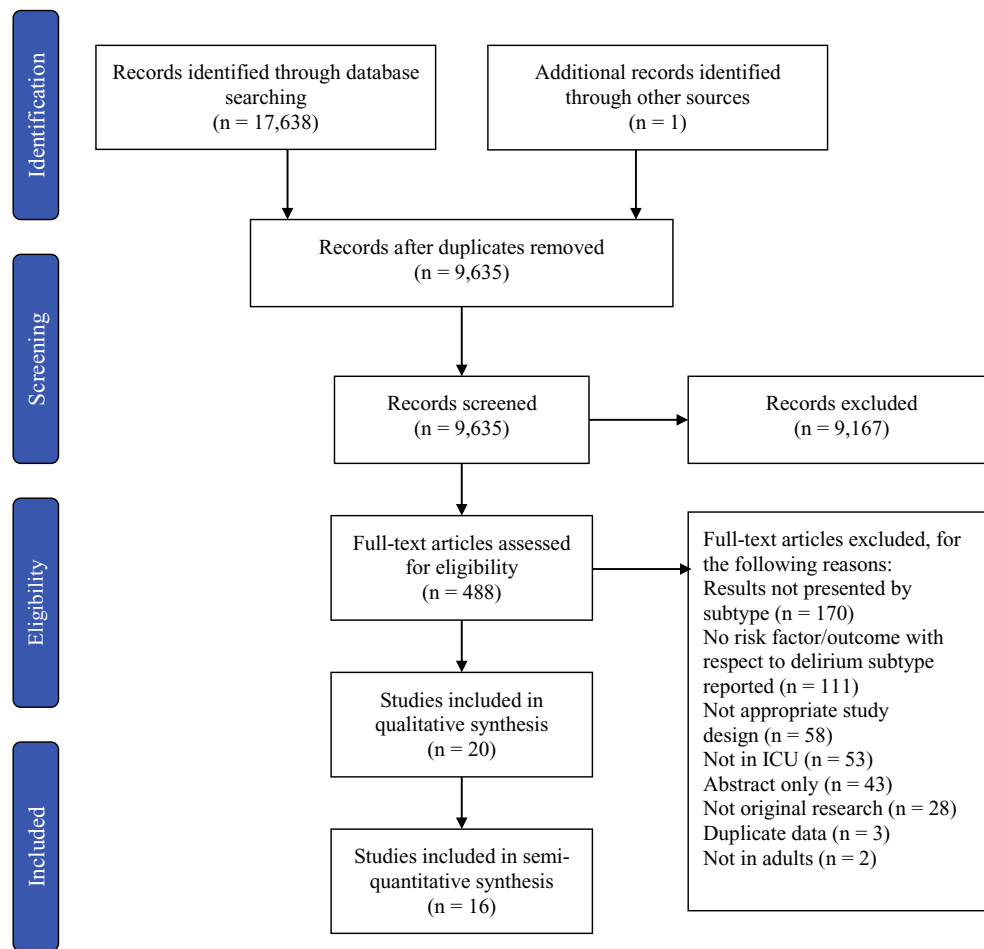 Identification
Records identified through database
searching
(n = 17,638)
Additional records identified
through other sources
(n = 1)
Screening
Records after duplicates removed
(n = 9,635)
Records screened
(n = 9,635)
Records excluded
(n = 9,167)
Eligibility
Full-text articles assessed
for eligibility
(n = 488)
Full-text articles excluded, for
the following reasons:
Results not presented by
subtype (n = 170)
No risk factor/outcome with
respect to delirium subtype
reported (n = 111)
Not appropriate study
design (n = 58)
Not in ICU (n = 53)
Abstract only (n = 43)
Not original research (n = 28)
Duplicate data (n = 3)
Not in adults (n = 2)
Studies included in
qualitative synthesis
(n = 20)
Included
Studies included in semi-
quantitative synthesis
(n = 16)